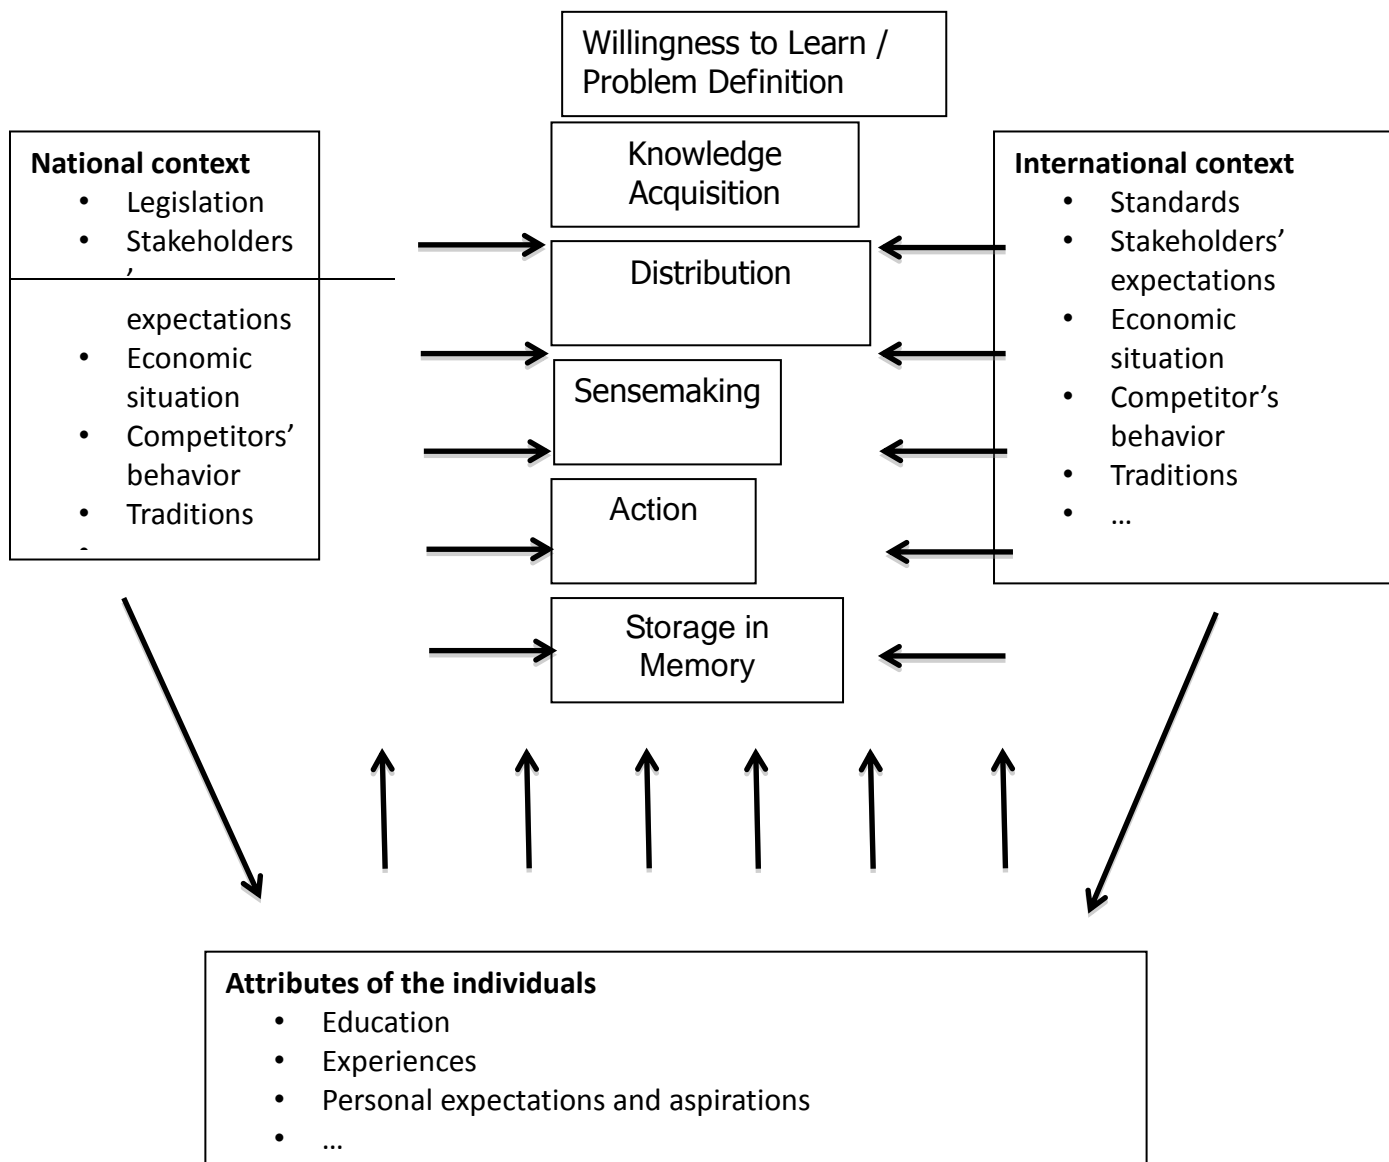 Willingness to Learn /
Problem Definition
Knowledge
Acquisition
Distribution
Sensemaking
Action
Storage in
Memory
National context
• Legislation
• Stakeholders
’
expectations
• Economic
situation
• Competitors’
behavior
• Traditions
•
International context
• Standards
• Stakeholders’
expectations
• Economic
situation
• Competitor’s
behavior
• Traditions
• ...
Attributes of the individuals
• Education
• Experiences
• Personal expectations and aspirations
• ...